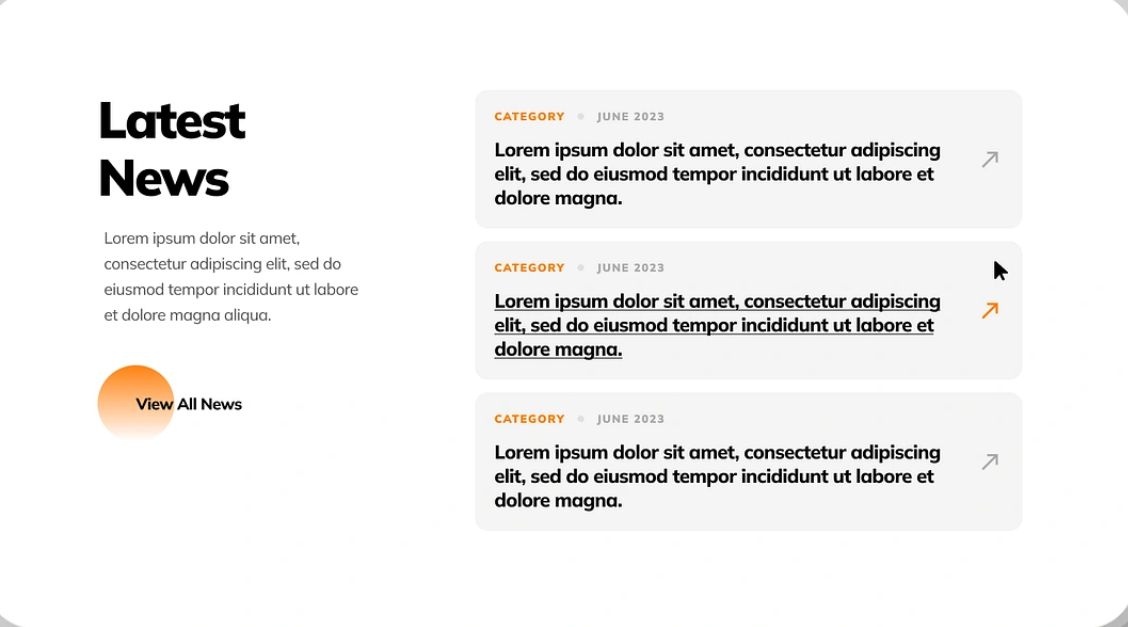 Latest
News
Lorem ipsum dolor sit amet,
consectetur adipiscing elit, sed do
eiusmod tempor incididunt ut labore
et dolore magna aliqua.
View All News
CATEGORY JUNE 2023
Lorem ipsum dolor sit amet, consectetur adipiscing
elit, sed do eiusmod tempor incididunt ut labore et
dolore magna.
CATEGORY JUNE 2023
Lorem ipsum dolor sit amet, consectetur adipiscing
elit, sed do eiusmod tempor incididunt ut labore et
dolore magna.
CATEGORY JUNE 2023
Lorem ipsum dolor sit amet, consectetur adipiscing
elit, sed do eiusmod tempor incididunt ut labore et
dolore magna.